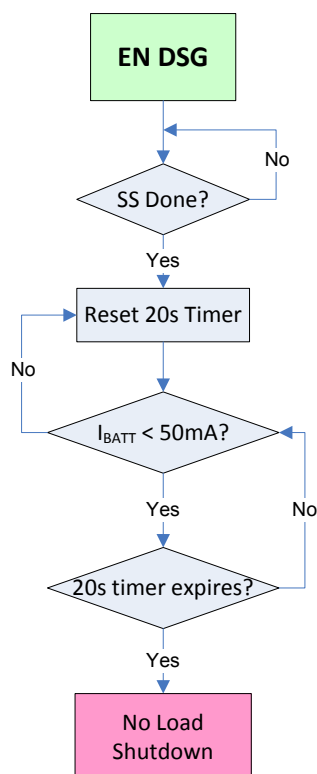 EN DSG
No
SS Done?
Yes
Reset 20s Timer
No
I_BATT < 50mA?
Yes
No
20s timer expires?
Yes
No Load
Shutdown